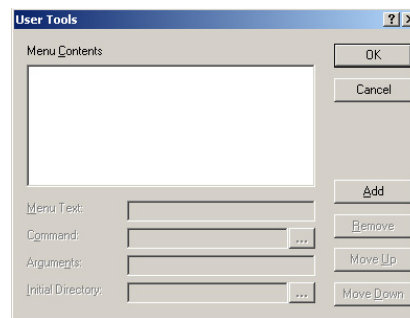 User Tools
Menu Contents
OK
Cancel
Add
Menu Text:
Remove
Command:
...
Arguments:
Move Up
Initial Directory:
...
Move Down